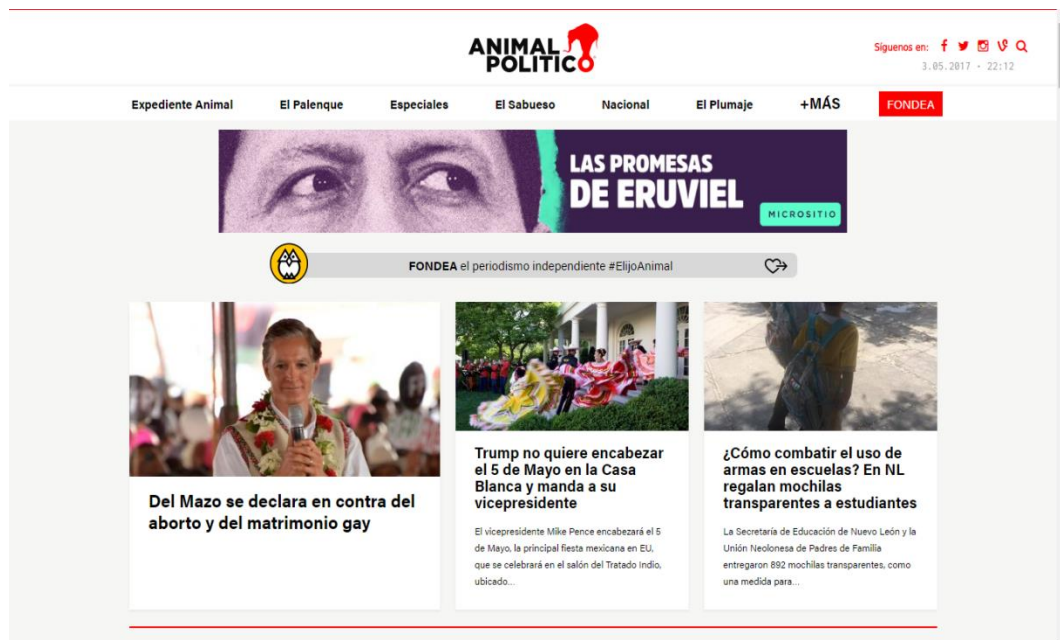 ANIMAL
POLITICO
Síguenos en:
3.05.2017 • 22:12
Expediente Animal El Palenque Especiales El Sabueso Nacional El Plumaje +MÁS FONDEA
LAS PROMESAS
DE ERUVIEL
MICROSITIO
FONDEA el periodismo independiente #ElijoAnimal
Del Mazo se declara en contra del
aborto y del matrimonio gay
Trump no quiere encabezar
el 5 de Mayo en la Casa
Blanca y manda a su
vicepresidente
El vicepresidente Mike Pence encabezará el 5
de Mayo, la principal fiesta mexicana en EU,
que se celebrará en el salón del Tratado Indio,
ubicado...
¿Cómo combatir el uso de
armas en escuelas? En NL
regalan mochilas
transparentes a estudiantes
La Secretaría de Educación de Nuevo León y la
Unión Neolonesa de Padres de Familia
entregaron 892 mochilas transparentes, como
una medida para...